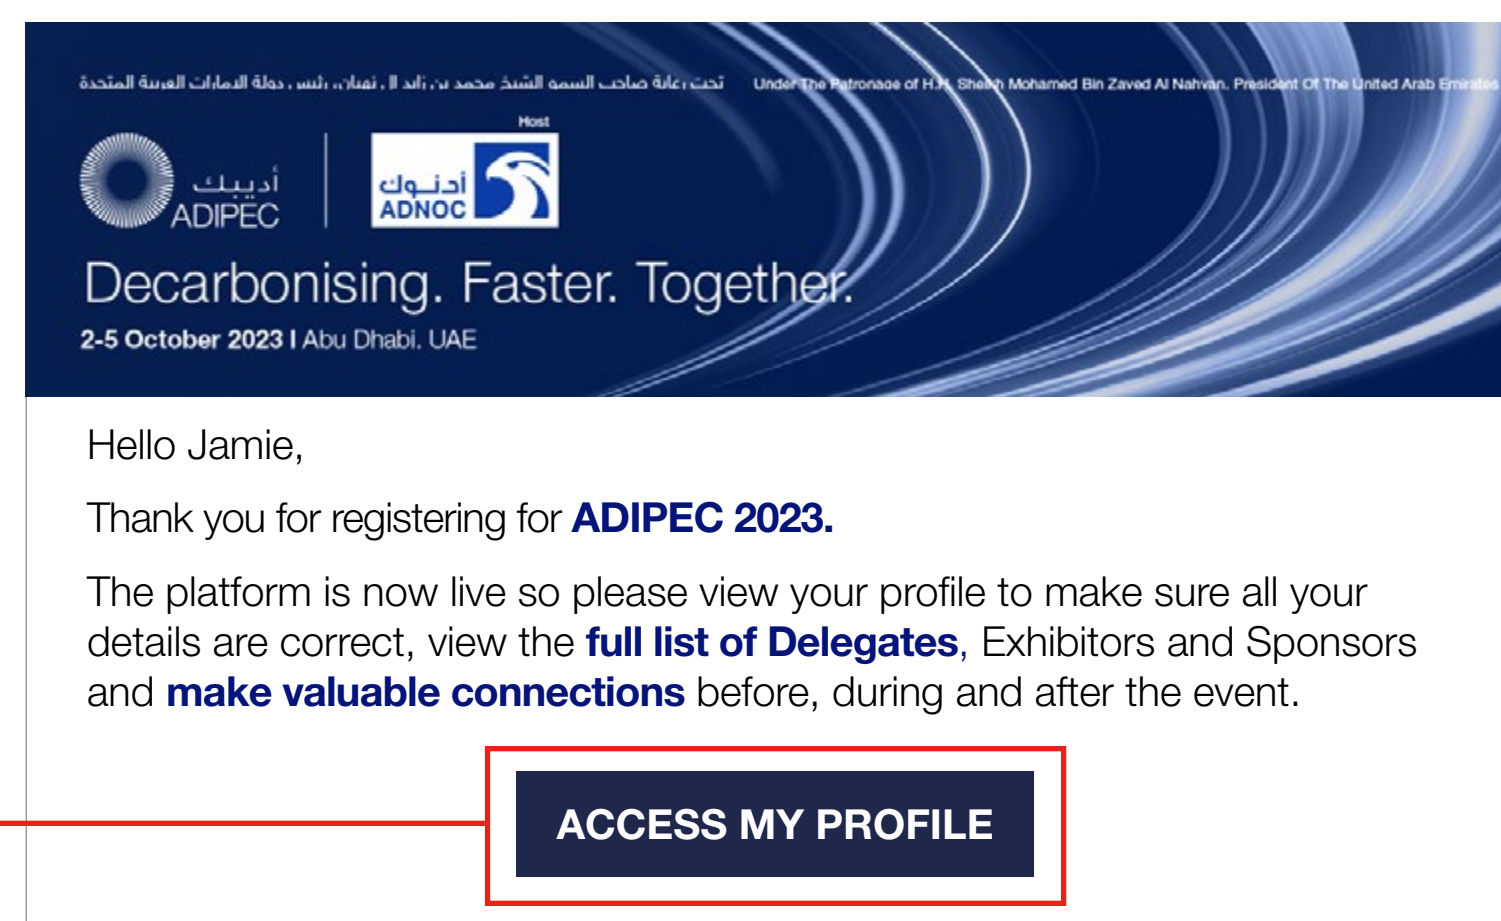 تحت رعاية صاحب السمو الشيخ محمد بن زايد آل نهيان، رئيس دولة الإمارات العربية المتحدة
Under The Patronage of H.H. Sheikh Mohamed Bin Zayed Al Nahyan, President Of The United Arab Emirates
Host
أديبك
ADIPEC
أدنوك
ADNOC
Decarbonising. Faster. Together.
2-5 October 2023 | Abu Dhabi, UAE
Hello Jamie,
Thank you for registering for ADIPEC 2023.
The platform is now live so please view your profile to make sure all your
details are correct, view the full list of Delegates, Exhibitors and Sponsors
and make valuable connections before, during and after the event.
ACCESS MY PROFILE